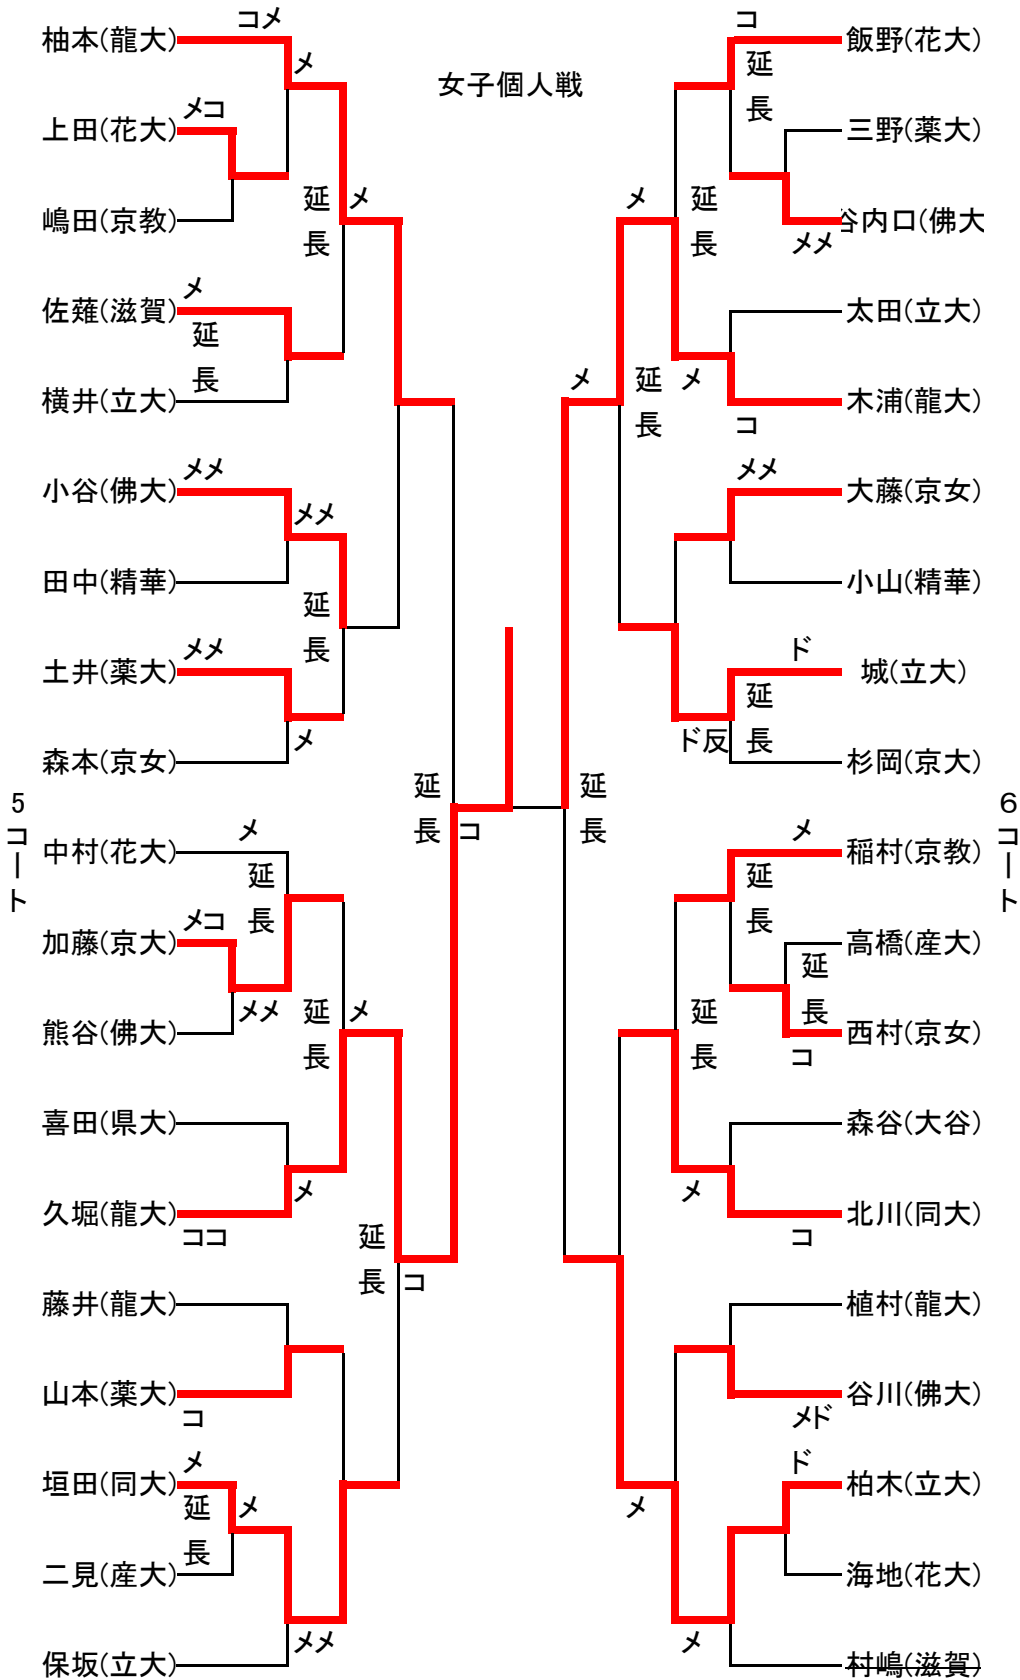 女子個人戦
5コート
柚本(龍大)
コメ
メ
上田(花大)
メコ
嶋田(京教)
延長
メ
佐薙(滋賀)
メ
延長
横井(立大)
小谷(佛大)
メメ
メメ
田中(精華)
延長
土井(薬大)
メメ
森本(京女)
メ
延長
コ
中村(花大)
メ
延長
加藤(京大)
メコ
メメ
熊谷(佛大)
延長
メ
喜田(県大)
久堀(龍大)
メ
ココ
延長
コ
藤井(龍大)
山本(薬大)
コ
垣田(同大)
メ
延長
メ
二見(産大)
保坂(立大)
メメ
6コート
飯野(花大)
コ
延長
三野(薬大)
谷内口(佛大
メメ
メ
延長
太田(立大)
木浦(龍大)
メ
コ
メ
延長
大藤(京女)
メメ
小山(精華)
城(立大)
ド
延長
杉岡(京大)
ド反
延長
稲村(京教)
メ
延長
高橋(産大)
延長
西村(京女)
コ
延長
森谷(大谷)
北川(同大)
メ
コ
植村(龍大)
谷川(佛大)
メド
柏木(立大)
ド
メ
海地(花大)
村嶋(滋賀)
メ